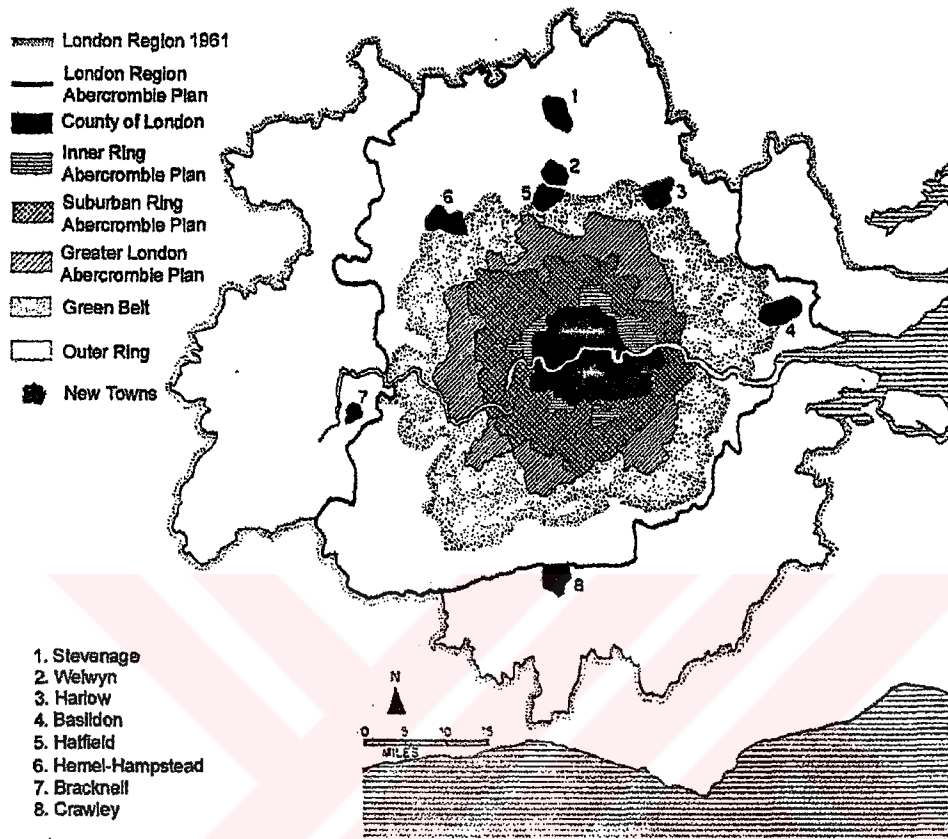 London Region 1961
London Region
Abercrombie Plan
County of London
Inner Ring
Abercrombie Plan
Suburban Ring
Abercrombie Plan
Greater London
Abercrombie Plan
Green Belt
Outer Ring
New Towns
1
2
3
4
5
6
7
8
1. Stevenage
2. Welwyn
3. Harlow
4. Basildon
5. Hatfield
6. Hemel-Hampstead
7. Bracknell
8. Crawley
N
0 5 10 15
MILES